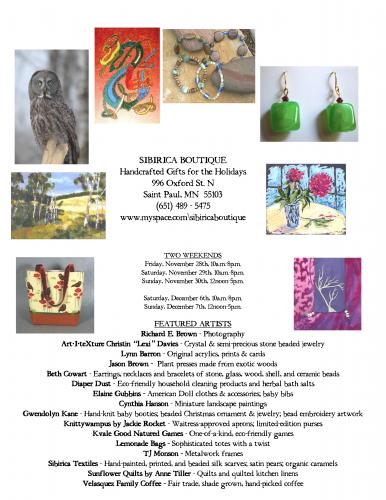 SIBIRICA BOUTIQUE
Handcrafted Gifts for the Holidays
996 Oxford St. N
Saint Paul, MN 55103
(651) 489 - 5475
www.myspace.com\sibiricaboutique
TWO WEEKENDS
Friday, November 28th, 10am-8pm
Saturday, November 29th, 10am-8pm
Sunday, November 30th, 12noon-5pm
Saturday, December 6th, 10am-8pm
Sunday, December 7th, 12noon-5pm
FEATURED ARTISTS
Richard E. Brown - Photography
Art-I-teXture Christin "Lexi" Davies - Crystal & semi-precious stone beaded jewelry
Lynn Barron - Original acrylics, prints & cards
Jason Brown - Plant presses made from exotic woods
Beth Cowart - Earrings, necklaces and bracelets of stone, glass, wood, shell, and ceramic beads
Diaper Dust - Eco-friendly household cleaning products and herbal bath salts
Elaine Gubbins - American Doll clothes & accessories; baby bibs
Cynthia Hanson - Miniature landscape paintings
Gwendolyn Kane - Hand-knit baby booties; beaded Christmas ornament & jewelry; bead embroidery artwork
Knittywampus by Jackie Rocket - Waitress-approved aprons; limited-edition purses
Kvale Good Natured Games - One-of-a-kind, eco-friendly games
Lemonade Bags - Sophisticated totes with a twist
TJ Monson - Metalwork frames
Sibirica Textiles - Hand-painted, printed, and beaded silk scarves; satin pears; organic caramels
Sunflower Quilts by Anne Tiller - Quilts and quilted kitchen linens
Velasquez Family Coffee - Fair trade, shade grown, hand-picked coffee